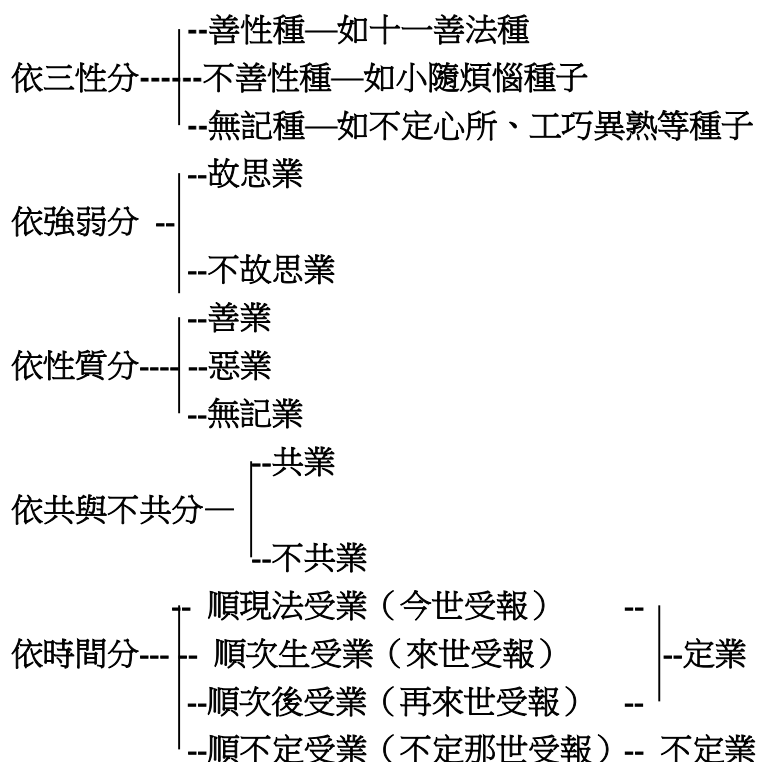 --善性種—如十一善法種
依三性分------不善性種—如小隨煩惱種子
--無記種—如不定心所、工巧異熟等種子
--故思業
依強弱分 --
--不故思業
--善業
依性質分---- --惡業
--無記業
--共業
依共與不共分—
--不共業
-- 順現法受業（今世受報） --
依時間分--- -- 順次生受業（來世受報） --定業
--順次後受業（再來世受報） --
--順不定受業（不定那世受報）-- 不定業